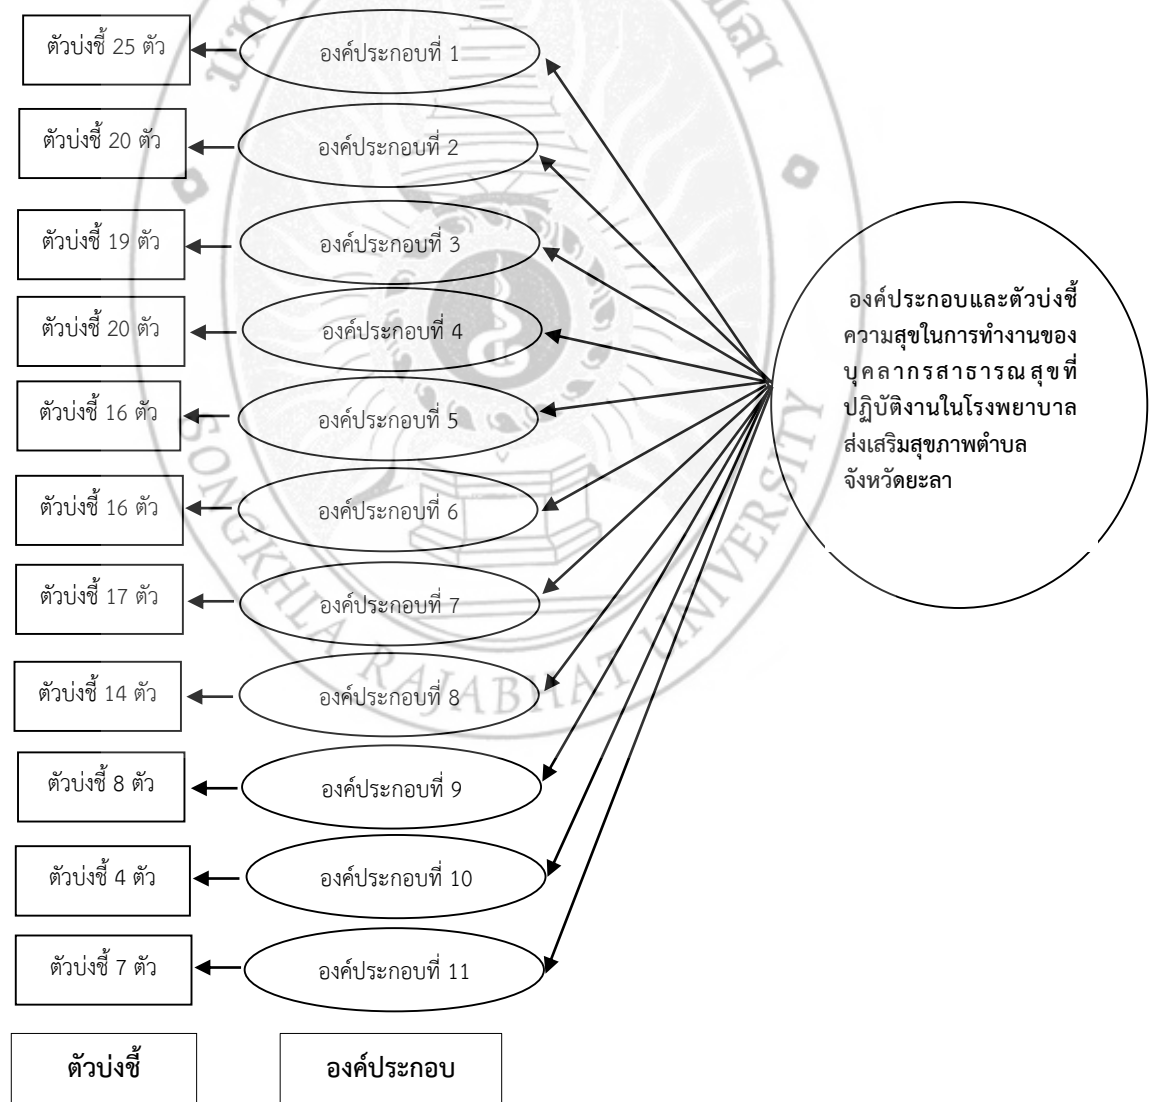 ตัวบ่งชี้ 25 ตัว
องค์ประกอบที่ 1
ตัวบ่งชี้ 20 ตัว
องค์ประกอบที่ 2
ตัวบ่งชี้ 19 ตัว
องค์ประกอบที่ 3
ตัวบ่งชี้ 20 ตัว
องค์ประกอบที่ 4
ตัวบ่งชี้ 16 ตัว
องค์ประกอบที่ 5
ตัวบ่งชี้ 16 ตัว
องค์ประกอบที่ 6
ตัวบ่งชี้ 17 ตัว
องค์ประกอบที่ 7
ตัวบ่งชี้ 14 ตัว
องค์ประกอบที่ 8
ตัวบ่งชี้ 8 ตัว
องค์ประกอบที่ 9
ตัวบ่งชี้ 4 ตัว
องค์ประกอบที่ 10
ตัวบ่งชี้ 7 ตัว
องค์ประกอบที่ 11
องค์ประกอบและตัวบ่งชี้
ความสุขในการทำงานของ
บุคลากรสาธารณสุขที่
ปฏิบัติงานในโรงพยาบาล
ส่งเสริมสุขภาพตำบล
จังหวัดยะลา
ตัวบ่งชี้
องค์ประกอบ
SONGKHLA RAJABHAT UNIVERSITY